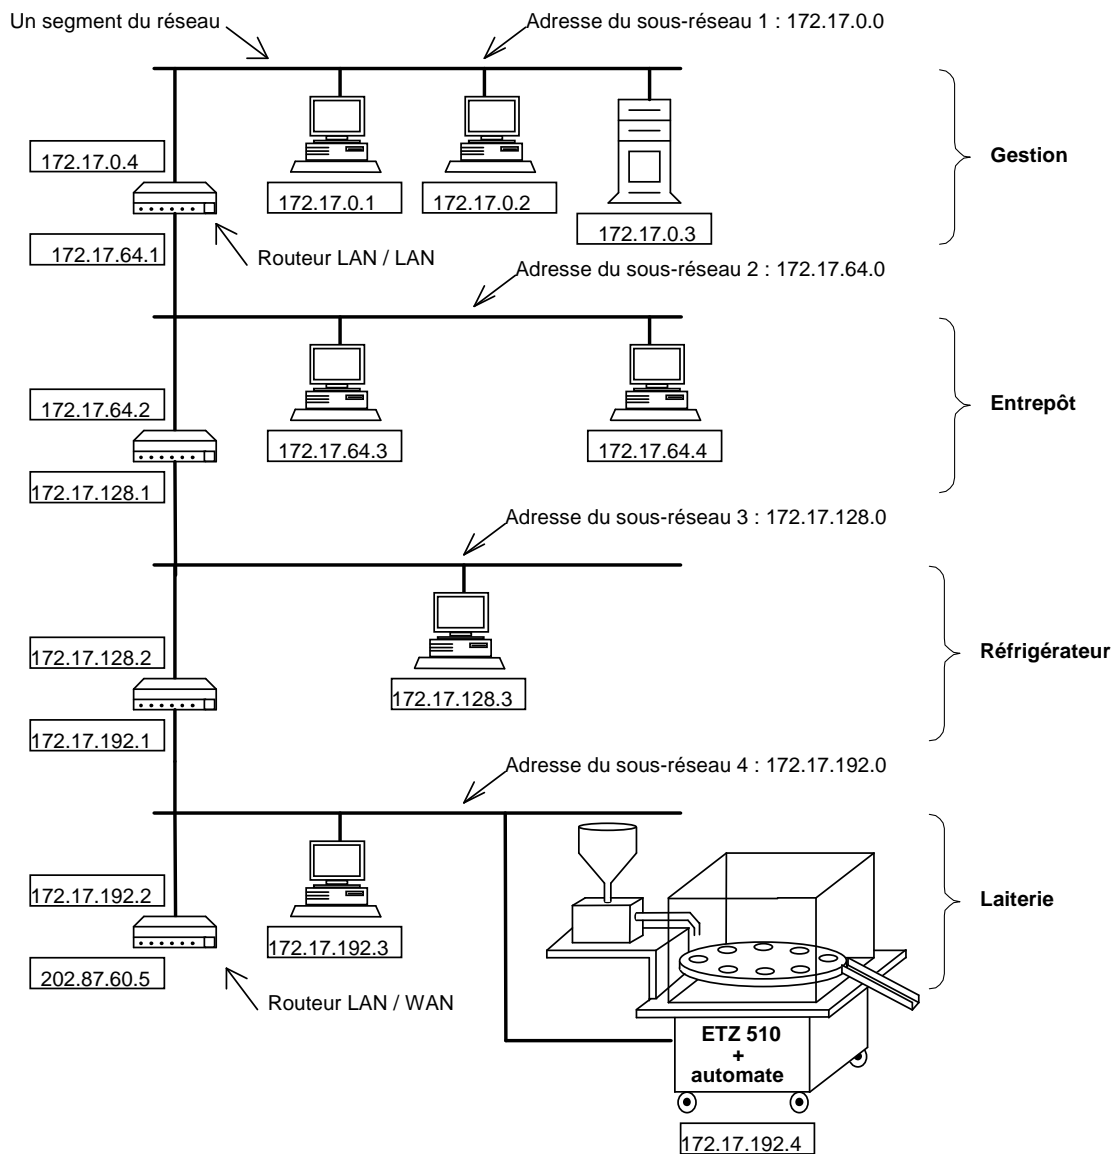 Un segment du réseau
Adresse du sous-réseau 1 : 172.17.0.0
172.17.0.4
172.17.0.1
172.17.0.2
172.17.0.3
Gestion
172.17.64.1
Routeur LAN / LAN
Adresse du sous-réseau 2 : 172.17.64.0
172.17.64.2
172.17.64.3
172.17.64.4
Entrepôt
172.17.128.1
Adresse du sous-réseau 3 : 172.17.128.0
172.17.128.2
172.17.128.3
Réfrigérateur
172.17.192.1
Adresse du sous-réseau 4 : 172.17.192.0
172.17.192.2
172.17.192.3
Laiterie
202.87.60.5
Routeur LAN / WAN
ETZ 510
+
automate
172.17.192.4